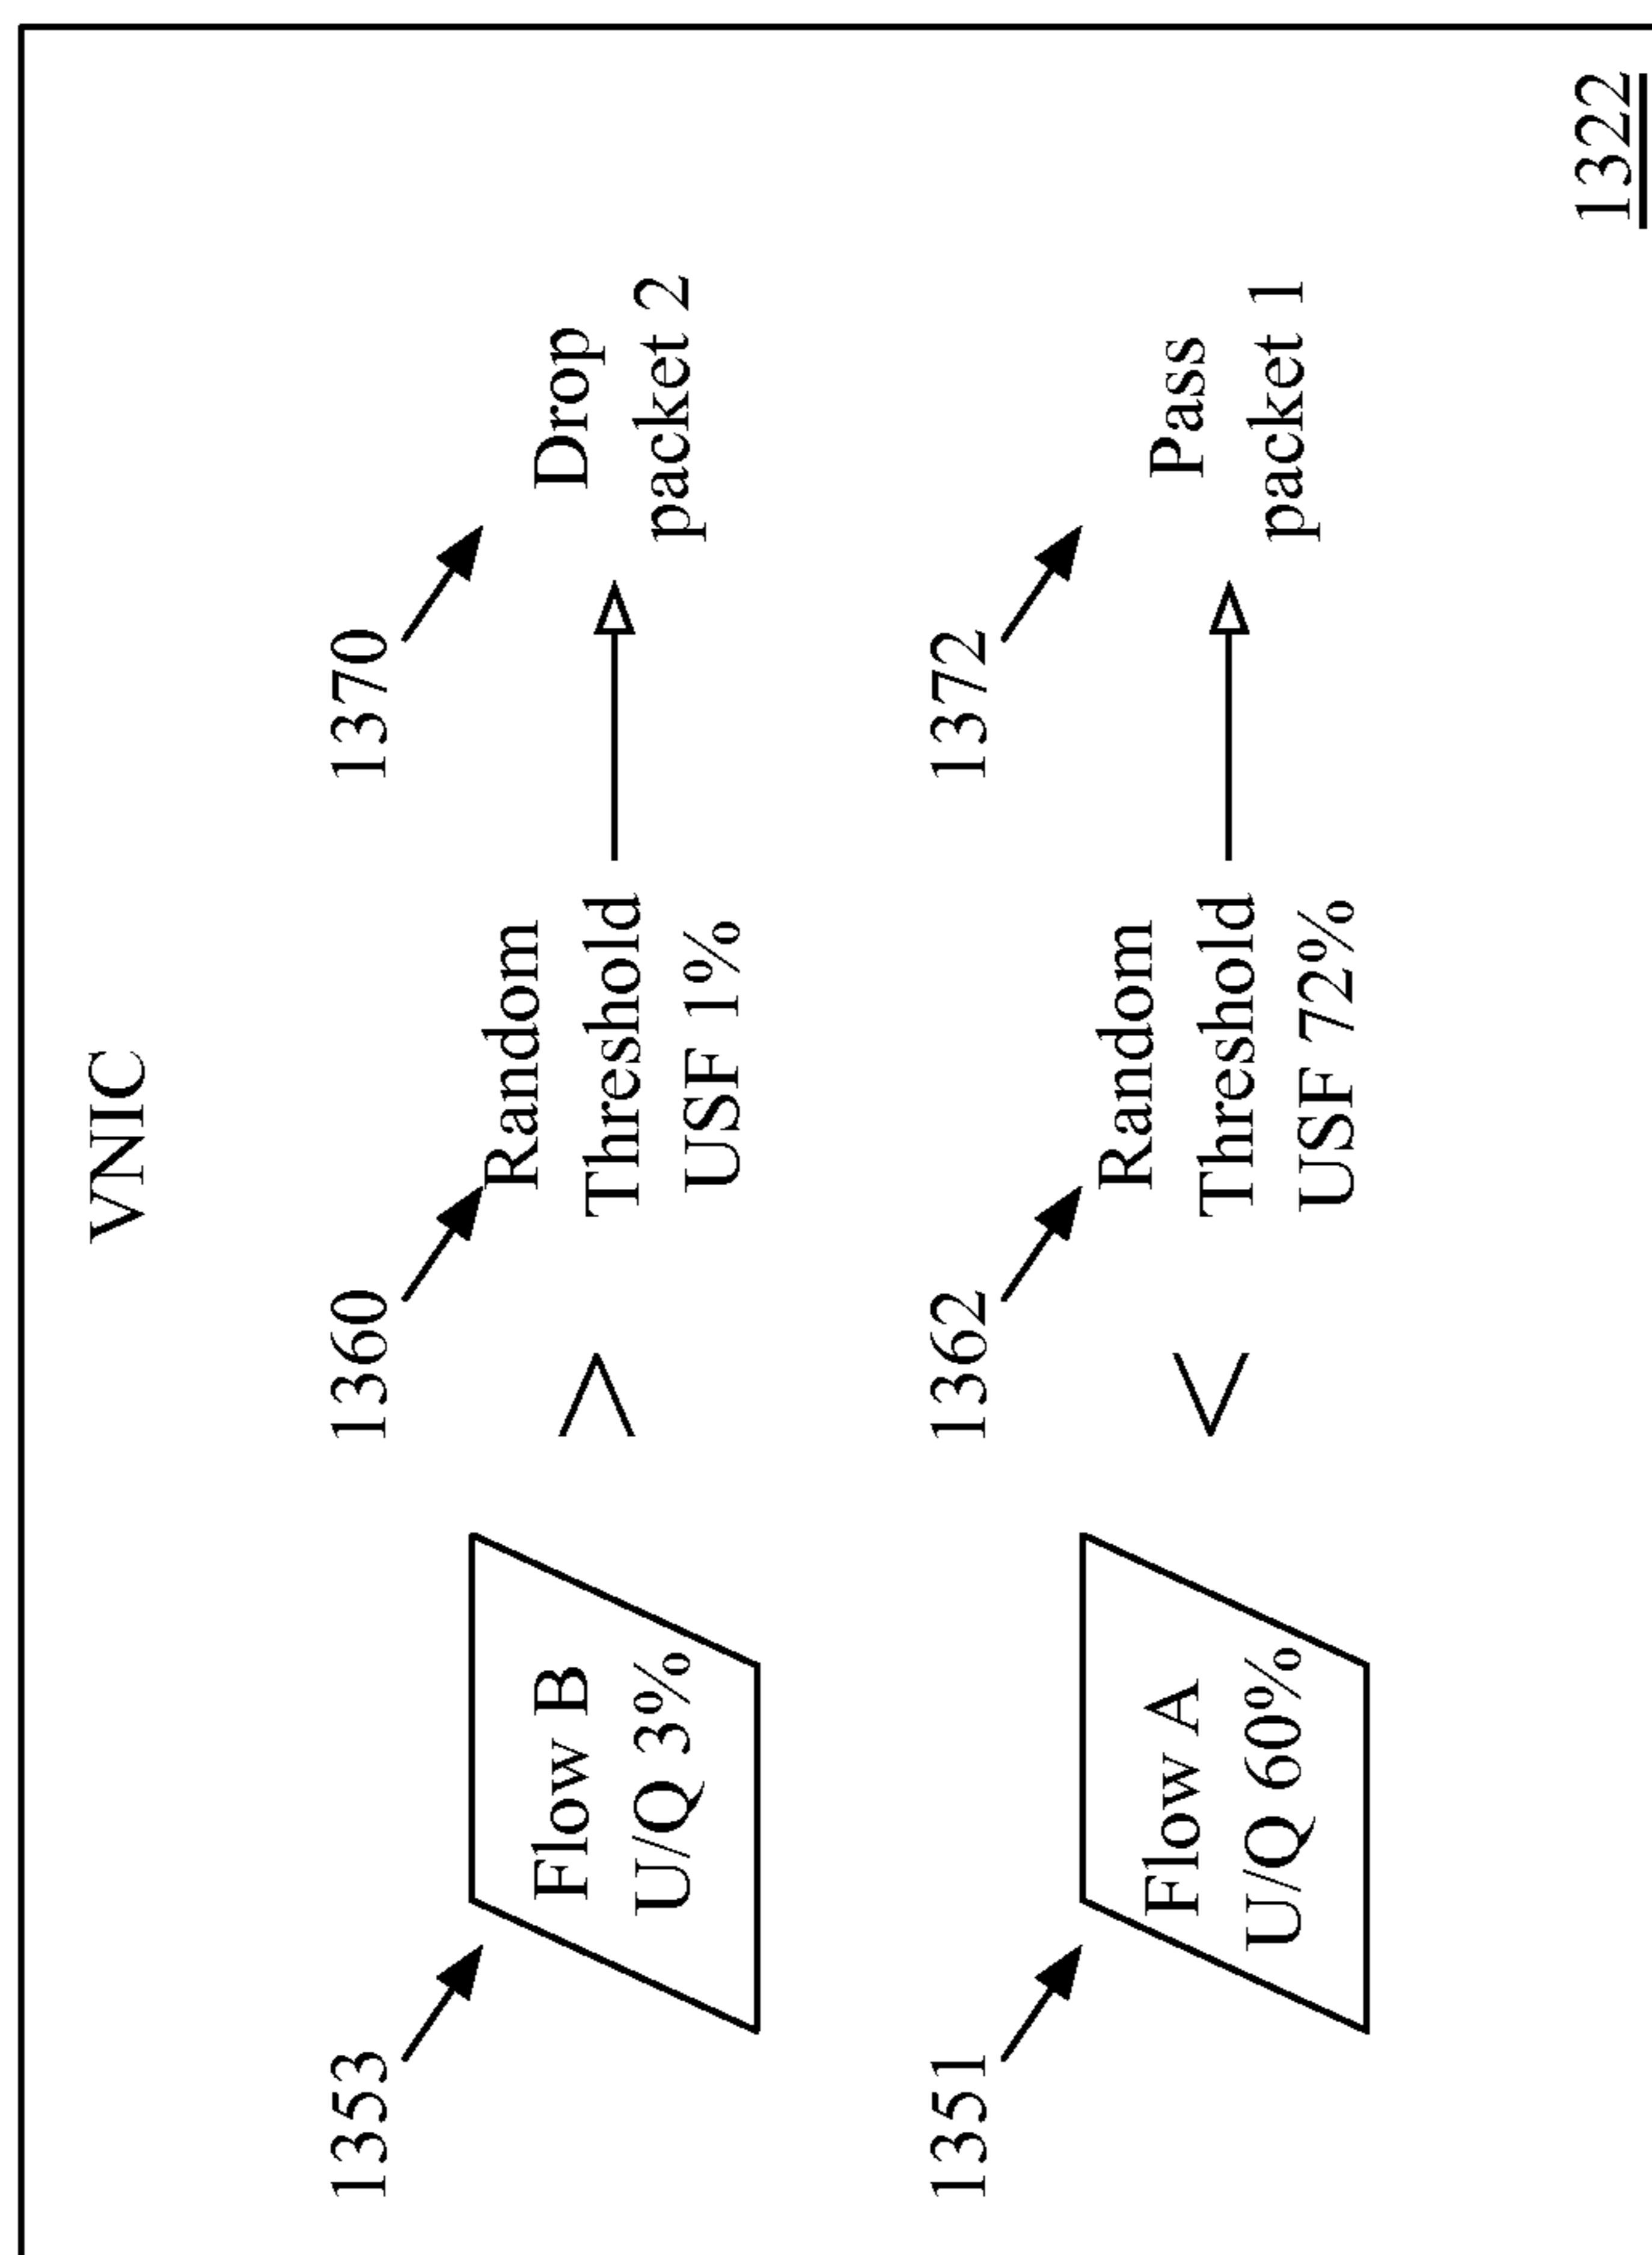 VNIC
1353
1360
1370
Flow B
U/Q 3%
>
Random
Threshold
USF 1%
Drop
packet 2
1351
1362
1372
Flow A
U/Q 60%
<
Random
Threshold
USF 72%
Pass
packet 1
1322